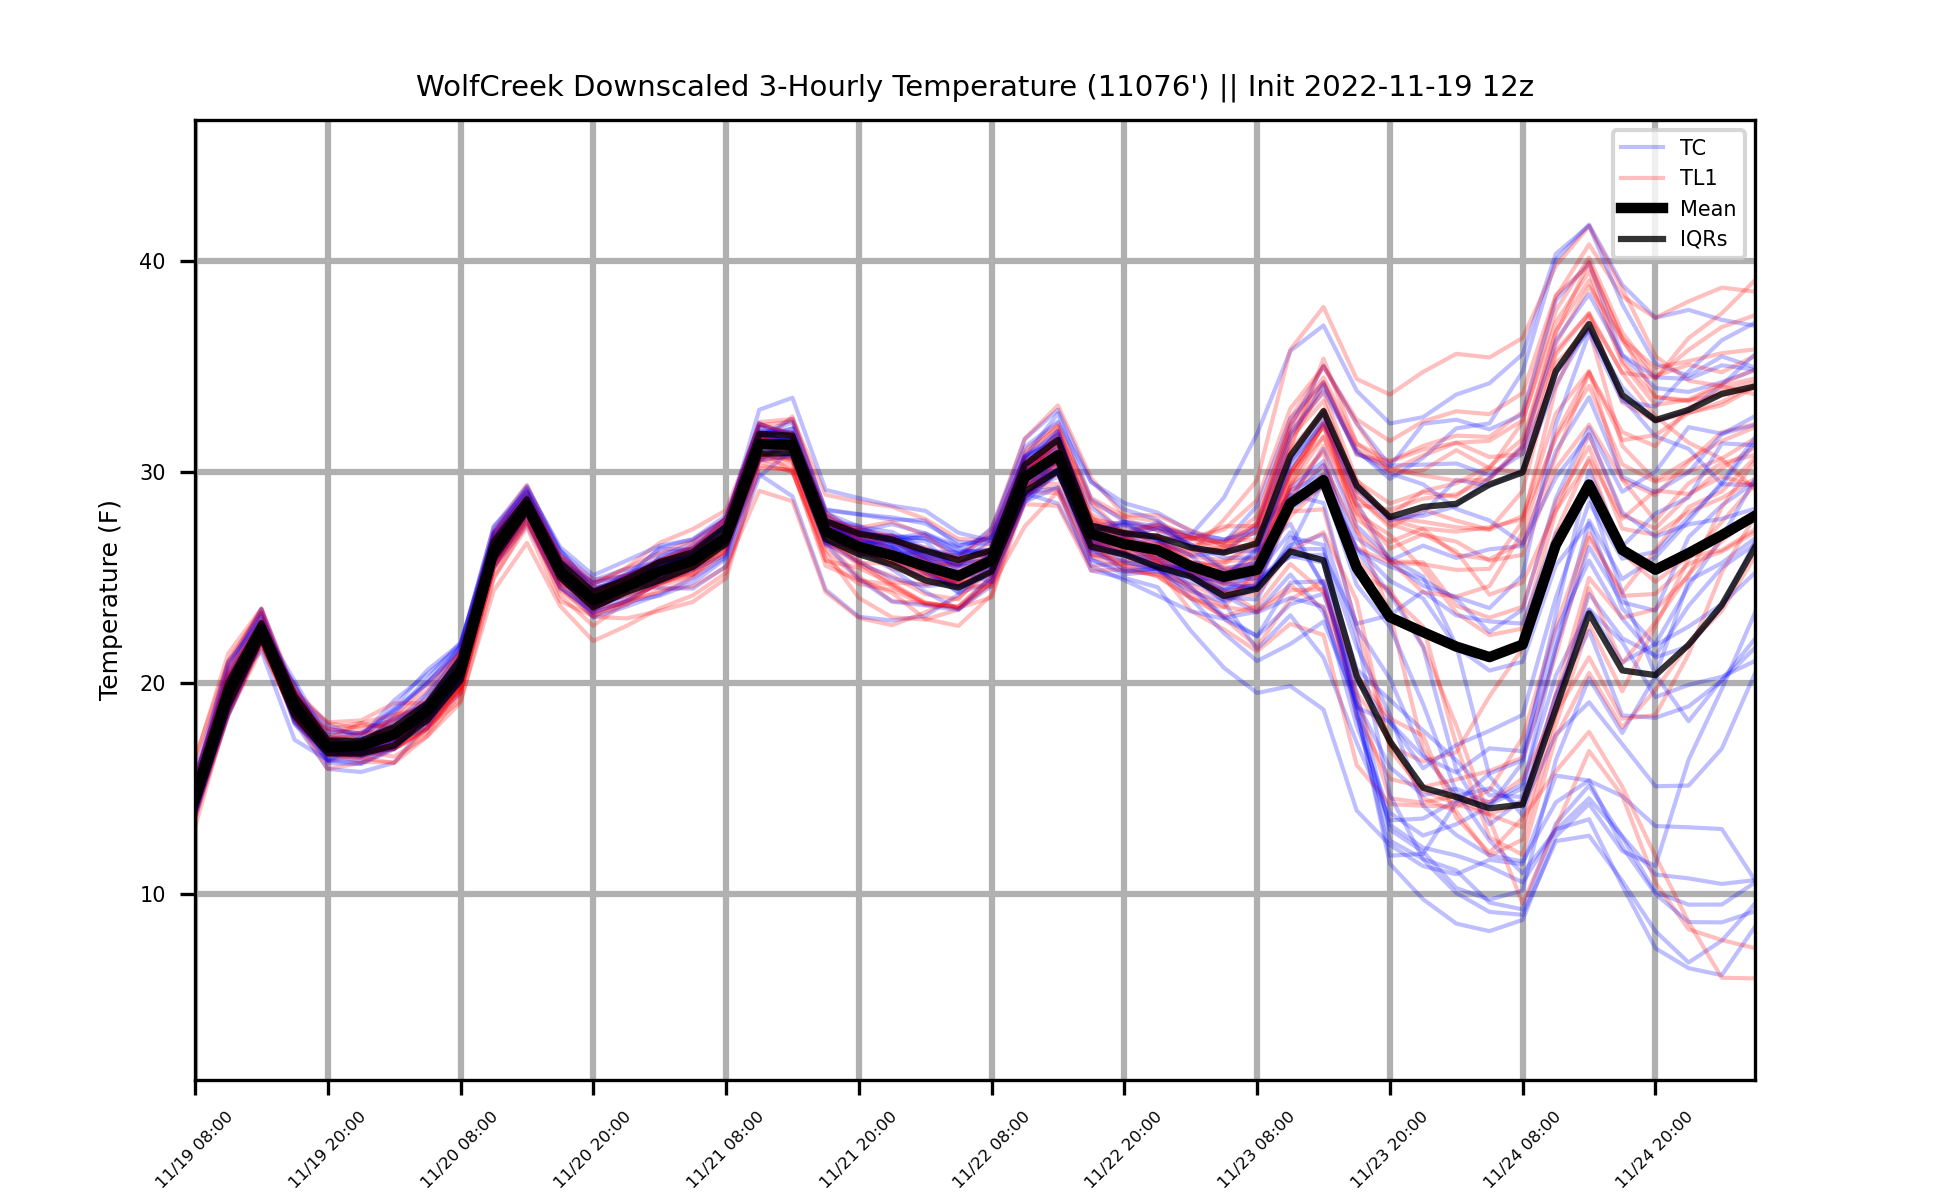 WolfCreek Downscaled 3-Hourly Temperature (11076') || Init 2022-11-19 12z
TC
TL1
Mean
IQRs
Temperature (F)
40
30
20
10
11/19 08:00
11/19 20:00
11/20 08:00
11/20 20:00
11/21 08:00
11/21 20:00
11/22 08:00
11/22 20:00
11/23 08:00
11/23 20:00
11/24 08:00
11/24 20:00